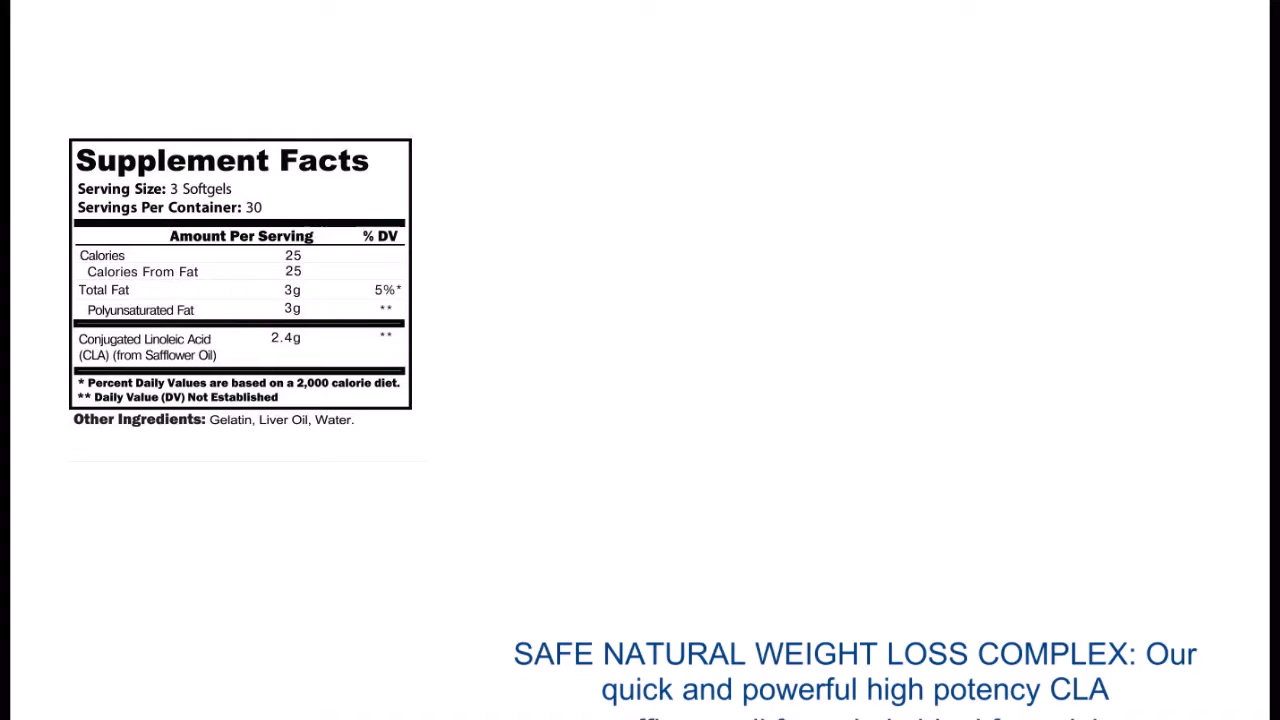 Supplement Facts
Serving Size: 3 Softgels
Servings Per Container: 30
Amount Per Serving % DV
Calories 25
Calories From Fat 25
Total Fat 3g 5%*
Polyunsaturated Fat 3g **
Conjugated Linoleic Acid 2.4g **
(CLA) (from Safflower Oil)
* Percent Daily Values are based on a 2,000 calorie diet.
** Daily Value (DV) Not Established
Other Ingredients: Gelatin, Liver Oil, Water.
SAFE NATURAL WEIGHT LOSS COMPLEX: Our
quick and powerful high potency CLA